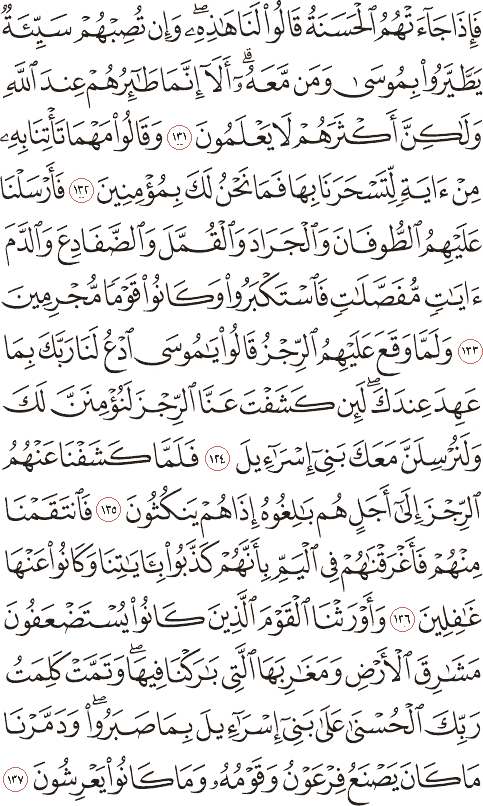 فَإِذَا جَآءَتْهُمُ ٱلْحَسَنَةُ قَالُوا۟ لَنَا هَٰذِهِۦ ۖ وَإِن تُصِبْهُمْ سَيِّئَةٌ
يَطَّيَّرُوا۟ بِمُوسَىٰ وَمَن مَّعَهُۥٓ ۗ أَلَآ إِنَّمَا طَٰٓئِرُهُمْ عِندَ ٱللَّهِ
وَلَٰكِنَّ أَكْثَرَهُمْ لَا يَعْلَمُونَ ١٣١ وَقَالُوا۟ مَهْمَا تَأْتِنَا بِهِۦ
مِنْ ءَايَةٍ لِّتَسْحَرَنَا بِهَا فَمَا نَحْنُ لَكَ بِمُؤْمِنِينَ ١٣٢ فَأَرْسَلْنَا
عَلَيْهِمُ ٱلطُّوفَانَ وَٱلْجَرَادَ وَٱلْقُمَّلَ وَٱلضَّفَادِعَ وَٱلدَّمَ
ءَايَٰتٍ مُّفَصَّلَٰتٍ فَٱسْتَكْبَرُوا۟ وَكَانُوا۟ قَوْمًا مُّجْرِمِينَ
١٣٣ وَلَمَّا وَقَعَ عَلَيْهِمُ ٱلرِّجْزُ قَالُوا۟ يَٰمُوسَى ٱدْعُ لَنَا رَبَّكَ بِمَا
عَهِدَ عِندَكَ ۖ لَئِن كَشَفْتَ عَنَّا ٱلرِّجْزَ لَنُؤْمِنَنَّ لَكَ
وَلَنُرْسِلَنَّ مَعَكَ بَنِىٓ إِسْرَٰٓءِيلَ ١٣٤ فَلَمَّا كَشَفْنَا عَنْهُمُ
ٱلرِّجْزَ إِلَىٰٓ أَجَلٍ هُم بَٰلِغُوهُ إِذَا هُمْ يَنكُثُونَ ١٣٥ فَٱنتَقَمْنَا
مِنْهُمْ فَأَغْرَقْنَٰهُمْ فِى ٱلْيَمِّ بِأَنَّهُمْ كَذَّبُوا۟ بِـَٔايَٰتِنَا وَكَانُوا۟ عَنْهَا
غَٰفِلِينَ ١٣٦ وَأَوْرَثْنَا ٱلْقَوْمَ ٱلَّذِينَ كَانُوا۟ يُسْتَضْعَفُونَ
مَشَٰرِقَ ٱلْأَرْضِ وَمَغَٰرِبَهَا ٱلَّتِى بَٰرَكْنَا فِيهَا ۖ وَتَمَّتْ كَلِمَتُ
رَبِّكَ ٱلْحُسْنَىٰ عَلَىٰ بَنِىٓ إِسْرَٰٓءِيلَ بِمَا صَبَرُوا۟ ۖ وَدَمَّرْنَا
مَا كَانَ يَصْنَعُ فِرْعَوْنُ وَقَوْمُهُۥ وَمَا كَانُوا۟ يَعْرِشُونَ ١٣٧